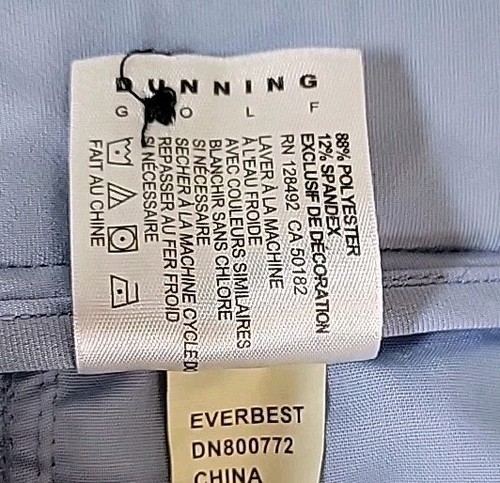 DUNNING
GOLF
88% POLYESTER
12% SPANDEX
EXCLUSIF DE DÉCORATION
RN 128492 CA 50182
LAVER À LA MACHINE
À L'EAU FROIDE
AVEC COULEURS SIMILAIRES
BLANCHIR SANS CHLORE
SI NÉCESSAIRE
SECHER À LA MACHINE CYCLE
REPASSER AU FER FROID
SI NECESSAIRE
FAIT AU CHINE
EVERBEST
DN800772
CHINA